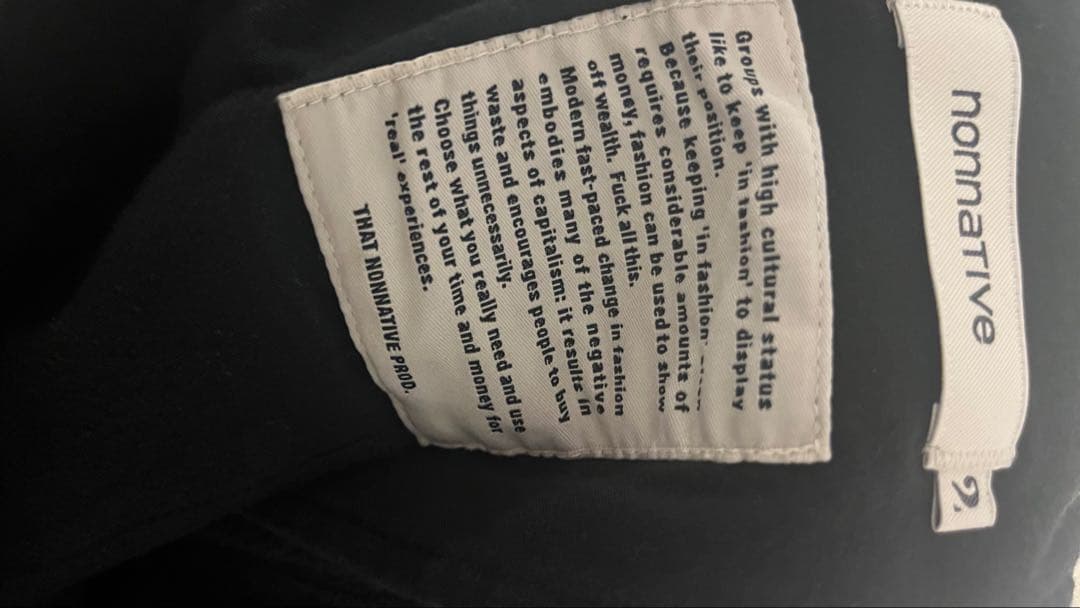 nonnative
2.
Groups with high cultural status
like to keep 'in fashion' to display
their position.
Because keeping 'in fashion'
requires considerable amounts of
money, fashion can be used to show
off wealth. Fuck all this.
Modern fast-paced change in fashion
embodies many of the negative
aspects of capitalism: it results in
waste and encourages people to buy
things unnecessarily.
Choose what you really need and use
the rest of your time and money for
'real' experiences.
THAT NONNATIVE PROD.